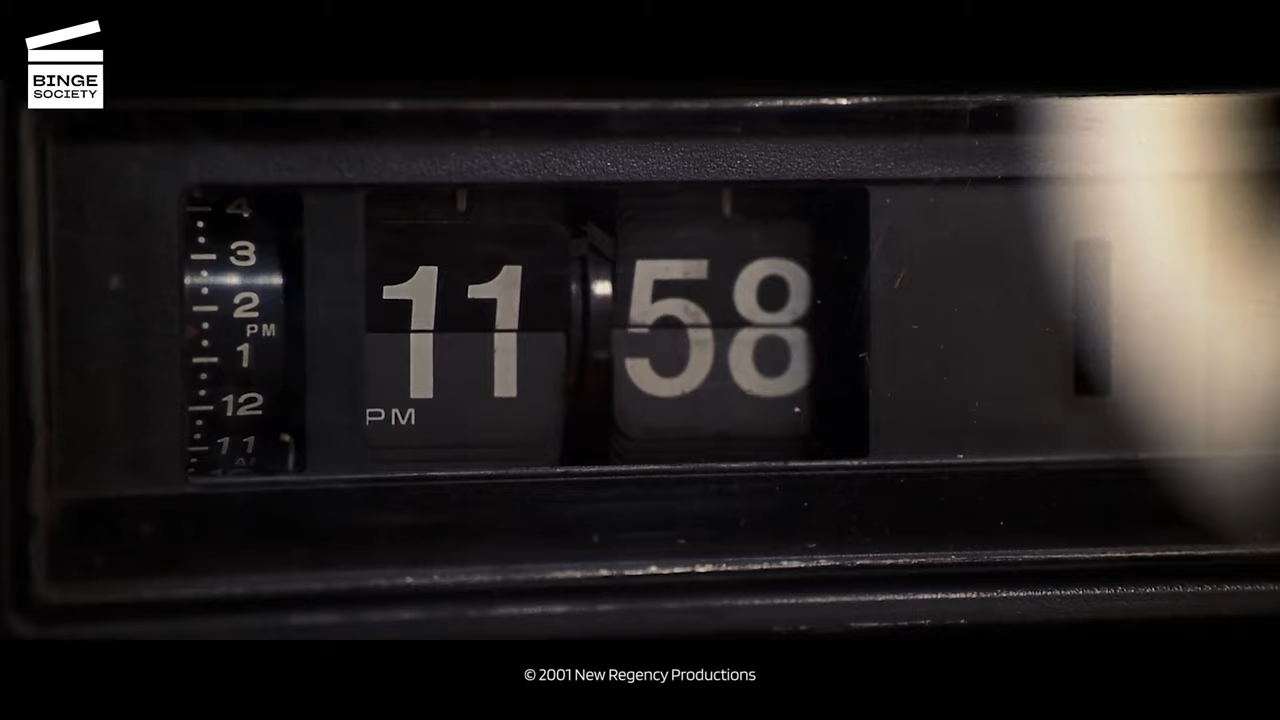 BINGE
SOCIETY
4
3
2
PM
1
12
11
11 58
PM
© 2001 New Regency Productions